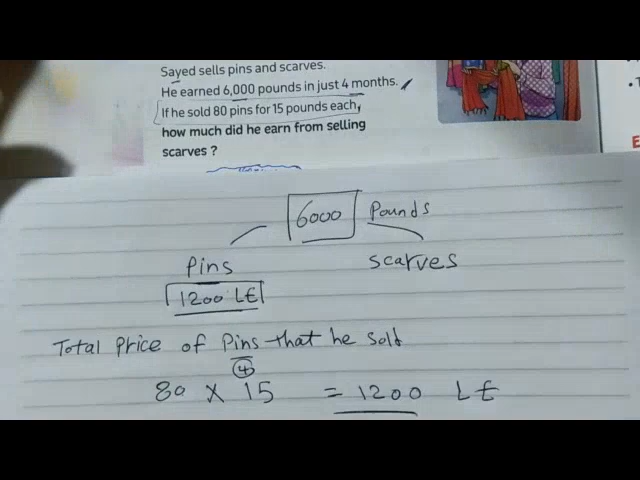 Sayed sells pins and scarves.
He earned 6,000 pounds in just 4 months.
If he sold 80 pins for 15 pounds each,
how much did he earn from selling
scarves ?
6000 Pounds
Pins scarves
1200 LE
Total price of Pins that he sold
4
80 × 15 = 1200 LE